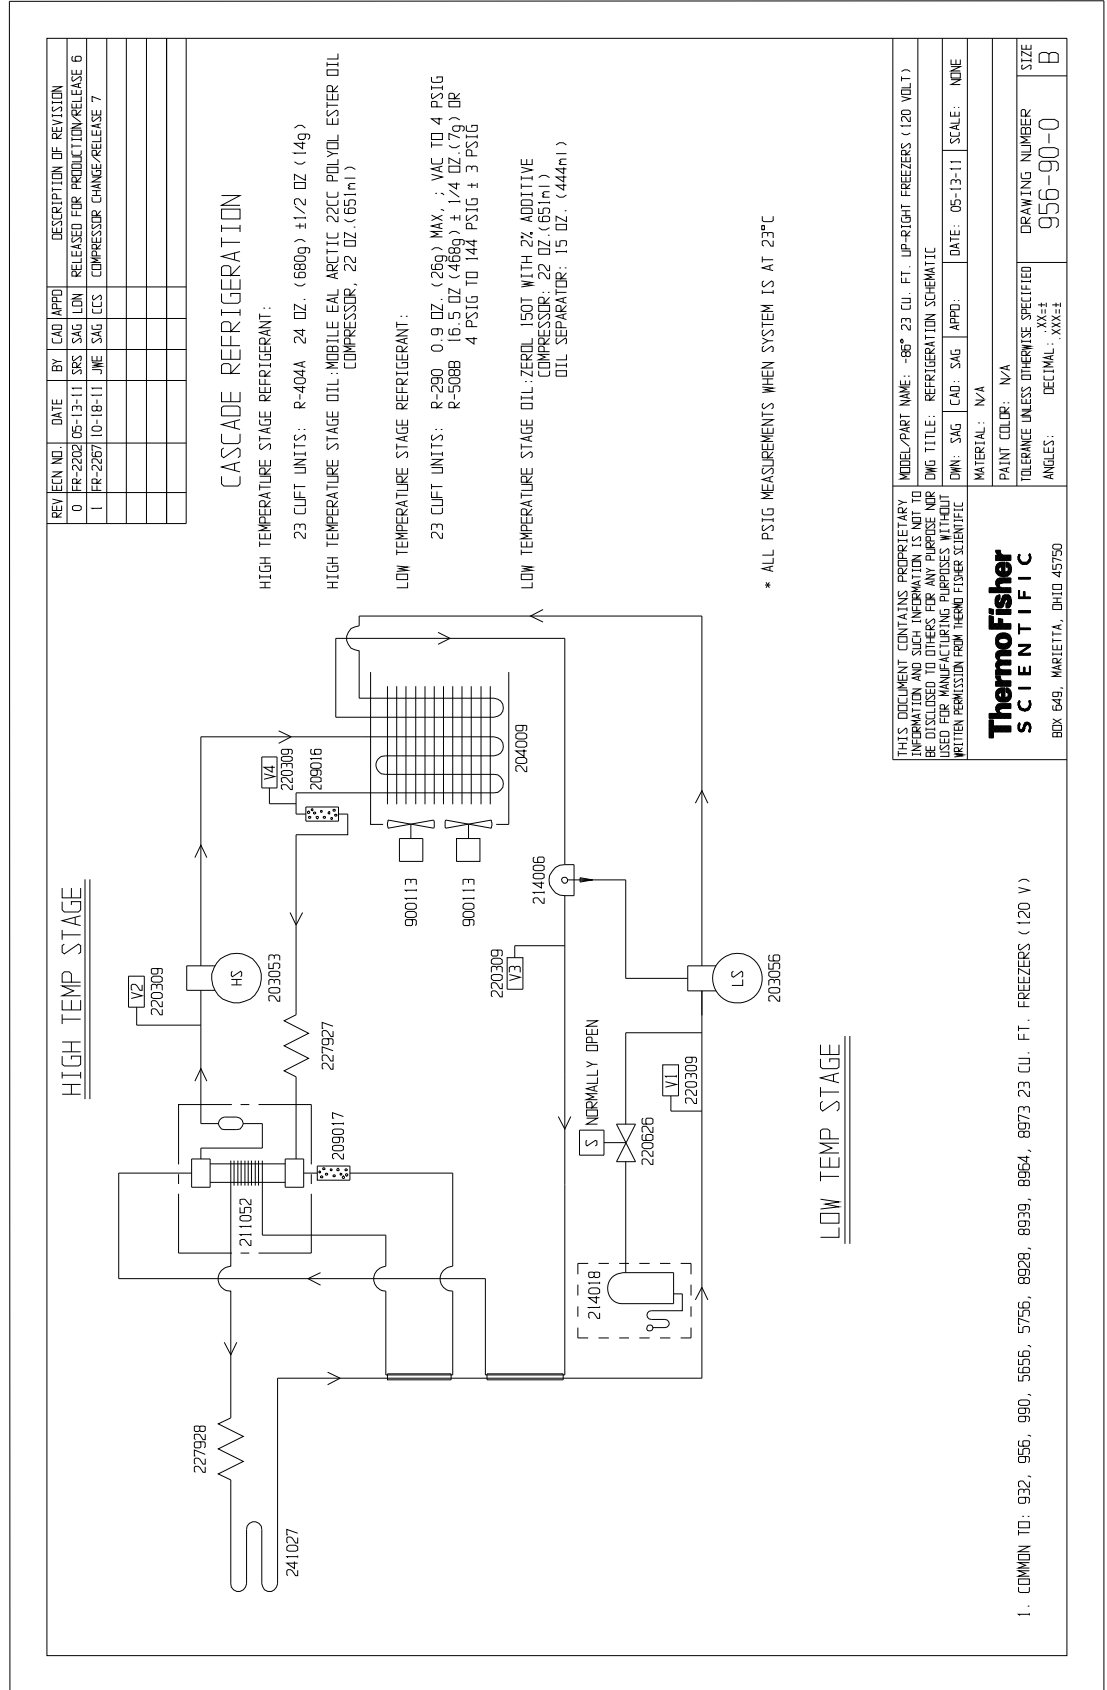 HIGH TEMP STAGE
LOW TEMP STAGE
V2
220309
HS
203053
V4
220309
209016
204009
900113
900113
214006
V3
220309
227927
209017
211052
S NORMALLY OPEN
220626
V1
220309
LS
203056
214018
227928
241027
1. COMMON TO: 932, 956, 990, 5656, 5756, 8928, 8939, 8964, 8973 23 CU. FT. FREEZERS (120 V)
REV ECN NO. DATE BY CAD APPD DESCRIPTION OF REVISION
0 FR-2202 05-13-11 SRS SAG LDN RELEASED FOR PRODUCTION/RELEASE 6
1 FR-2267 10-18-11 JWE SAG CCS COMPRESSOR CHANGE/RELEASE 7
CASCADE REFRIGERATION
HIGH TEMPERATURE STAGE REFRIGERANT:
23 CUFT UNITS: R-404A 24 OZ. (680g) ±1/2 OZ (14g)
HIGH TEMPERATURE STAGE OIL:MOBILE EAL ARCTIC 22CC POLYOL ESTER OIL
COMPRESSOR, 22 OZ.(651ml)
LOW TEMPERATURE STAGE REFRIGERANT:
23 CUFT UNITS: R-290 0.9 OZ. (26g) MAX, ; VAC TO 4 PSIG
R-508B 16.5 OZ (468g) ± 1/4 OZ.(7g) OR
4 PSIG TO 144 PSIG ± 3 PSIG
LOW TEMPERATURE STAGE OIL:ZEROL 150T WITH 2% ADDITIVE
COMPRESSOR: 22 OZ.(651ml)
OIL SEPARATOR: 15 OZ. (444ml)
* ALL PSIG MEASUREMENTS WHEN SYSTEM IS AT 23°C
THIS DOCUMENT CONTAINS PROPRIETARY
INFORMATION AND SUCH INFORMATION IS NOT TO
BE DISCLOSED TO OTHERS FOR ANY PURPOSE NOR
USED FOR MANUFACTURING PURPOSES WITHOUT
WRITTEN PERMISSION FROM THERMO FISHER SCIENTIFIC
ThermoFisher
SCIENTIFIC
BOX 649, MARIETTA, OHIO 45750
MODEL/PART NAME: -86° 23 CU. FT. UP-RIGHT FREEZERS (120 VOLT)
DWG TITLE: REFRIGERATION SCHEMATIC
DWN: SAG CAD: SAG APPD: DATE: 05-13-11 SCALE: NONE
MATERIAL: N/A
PAINT COLOR: N/A
TOLERANCE UNLESS OTHERWISE SPECIFIED
ANGLES: DECIMAL: .XX=±
.XXX=±
DRAWING NUMBER
956-90-0
SIZE
B